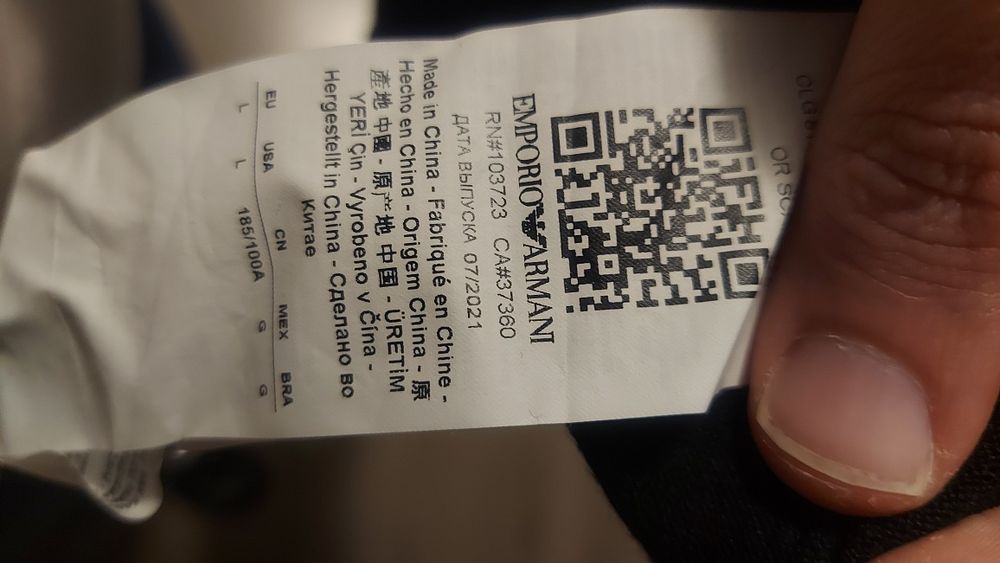 EMPORIO ARMANI
RN#103723 CA#37360
ДАТА ВЫПУСКА 07/2021
Made in China - Fabriqué en Chine -
Hecho en China - Origem China - 原
產地 中國 - 原产地 中国 - ÜRETİM
YERİ Çin - Vyrobeno v Čína -
Hergestellt in China - Сделано во
Китае
EU USA CN MEX BRA
L L 185/100A G G